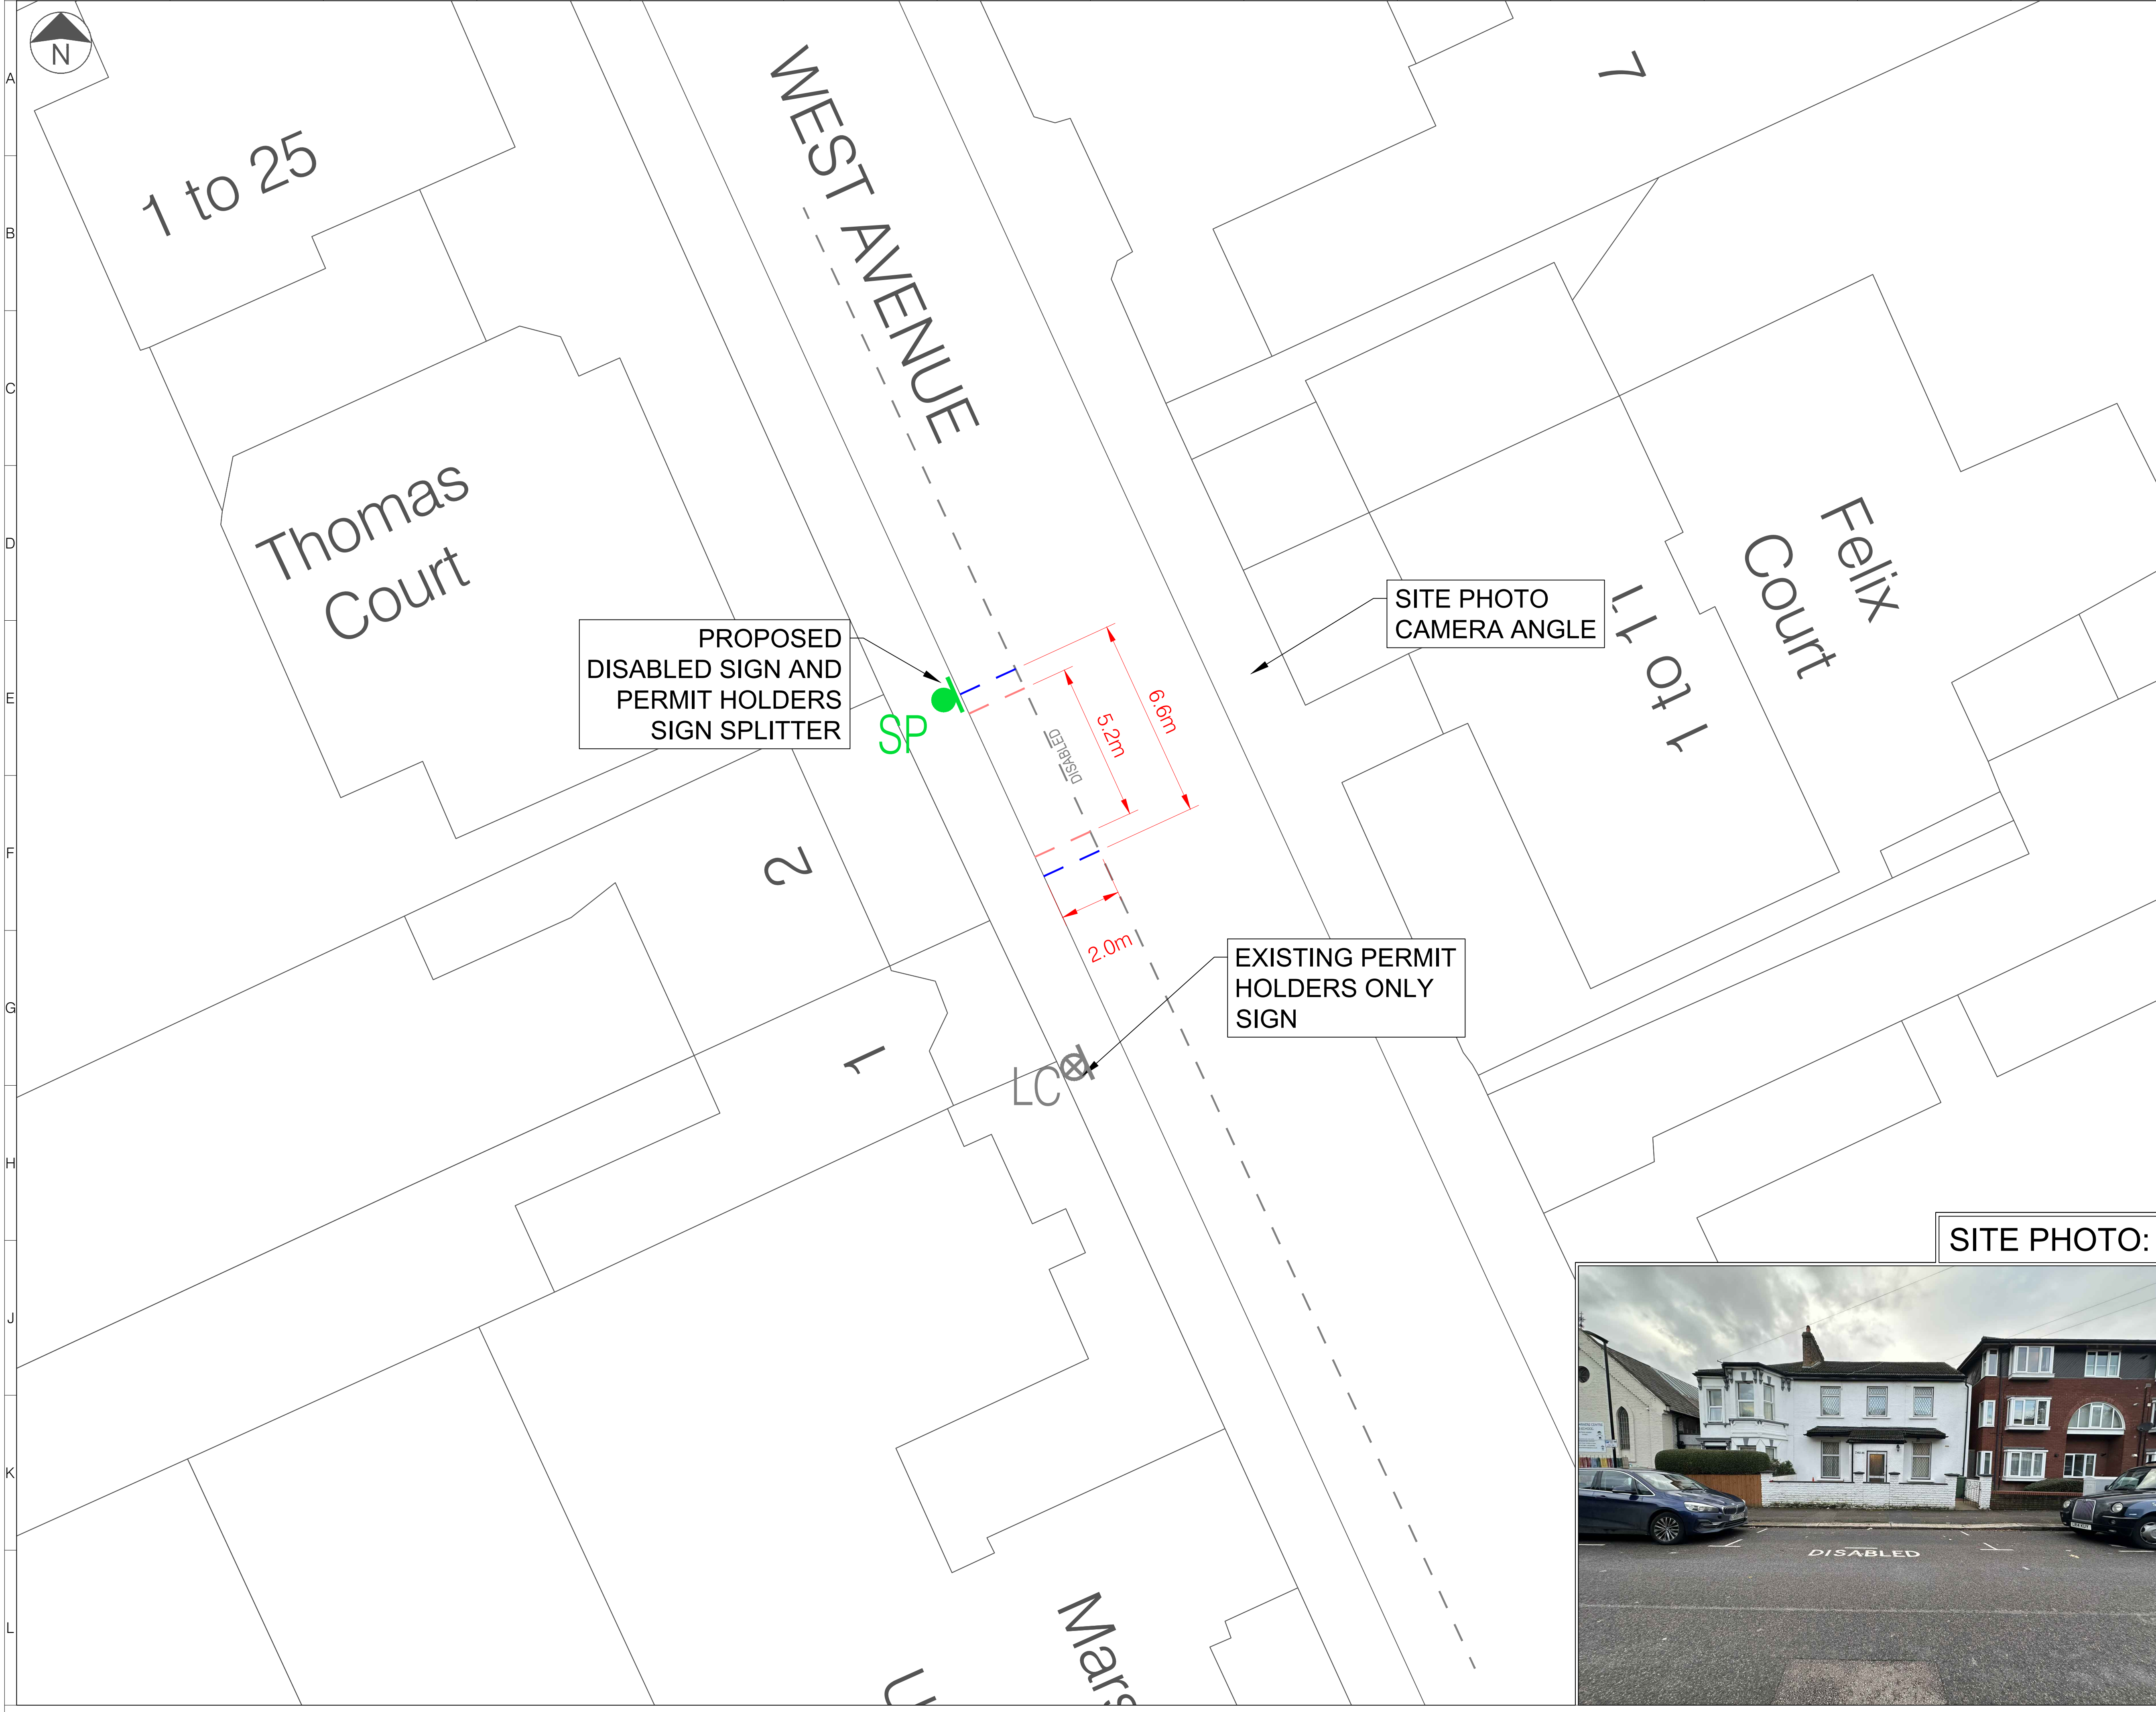 N
A
B
C
D
E
F
G
H
J
K
L
WEST AVENUE
7
1 to 25
Thomas
Court
Felix
Court
1 to 11
PROPOSED
DISABLED SIGN AND
PERMIT HOLDERS
SIGN SPLITTER
SP
SITE PHOTO
CAMERA ANGLE
6.6m
5.2m
DISABLED
2.0m
2
1
EXISTING PERMIT
HOLDERS ONLY
SIGN
LC
SITE PHOTO:
DISABLED
Mars
U